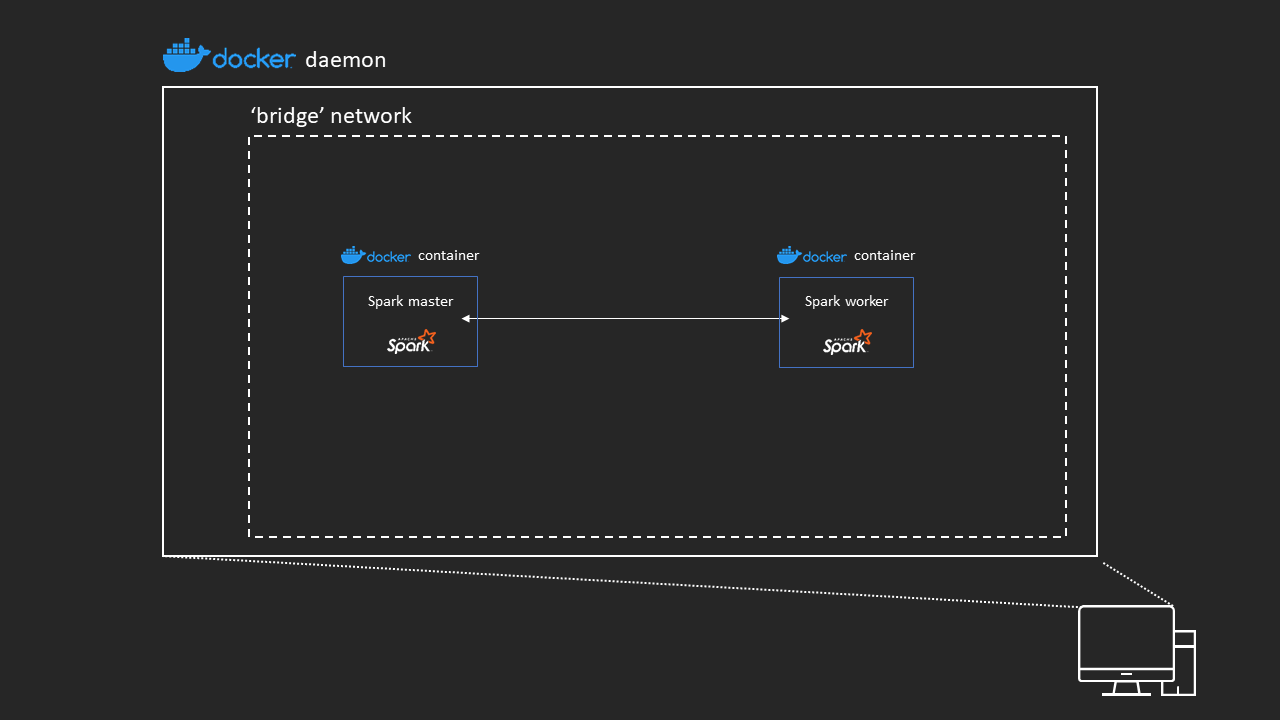 docker daemon
‘bridge’ network
docker container
docker container
Spark master
Spark worker
APACHE
Spark
APACHE
Spark